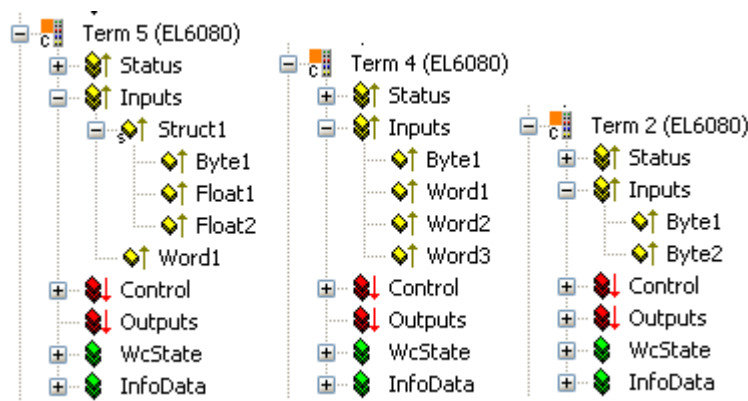 Term 5 (EL6080)
Status
Inputs
Struct1
Byte1
Float1
Float2
Word1
Control
Outputs
WcState
InfoData
Term 4 (EL6080)
Status
Inputs
Byte1
Word1
Word2
Word3
Control
Outputs
WcState
InfoData
Term 2 (EL6080)
Status
Inputs
Byte1
Byte2
Control
Outputs
WcState
InfoData